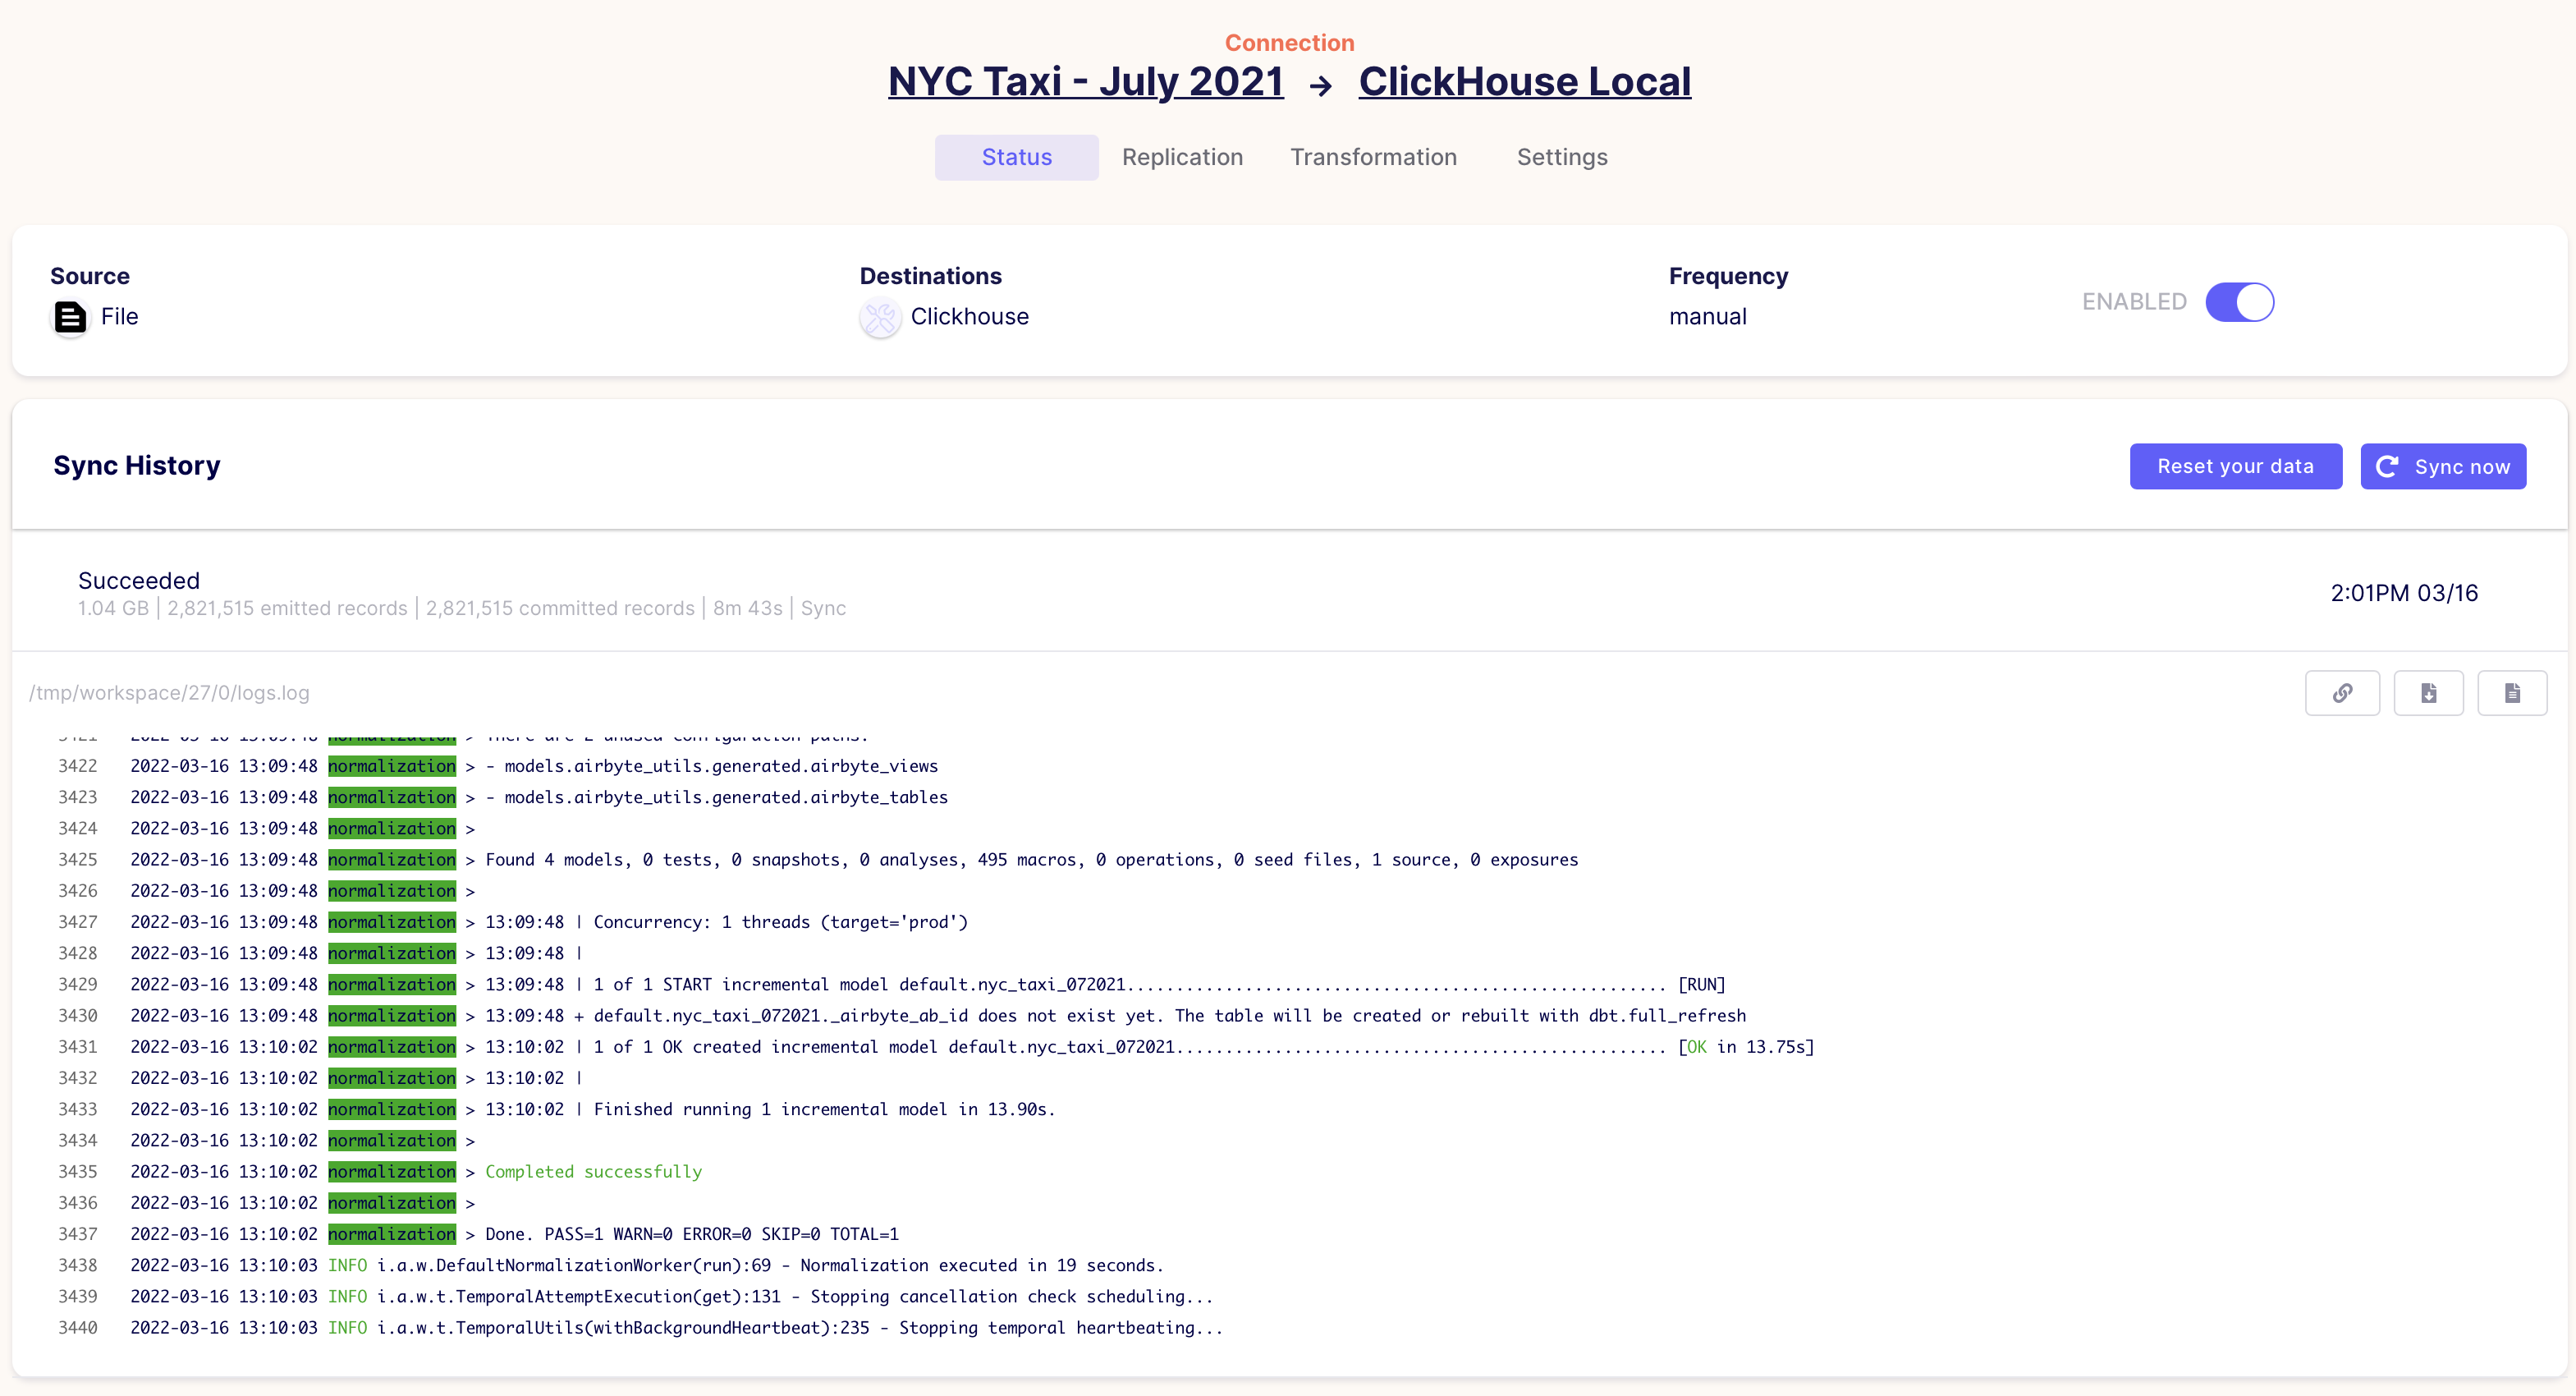 Connection
NYC Taxi - July 2021 → ClickHouse Local
Status Replication Transformation Settings
Source Destinations Frequency
File Clickhouse manual ENABLED
Sync History Reset your data Sync now
Succeeded
1.04 GB | 2,821,515 emitted records | 2,821,515 committed records | 8m 43s | Sync
2:01PM 03/16
/tmp/workspace/27/0/logs.log
3421 2022-03-16 13:09:48 normalization > There are 2 unused configuration paths:
3422 2022-03-16 13:09:48 normalization > - models.airbyte_utils.generated.airbyte_views
3423 2022-03-16 13:09:48 normalization > - models.airbyte_utils.generated.airbyte_tables
3424 2022-03-16 13:09:48 normalization >
3425 2022-03-16 13:09:48 normalization > Found 4 models, 0 tests, 0 snapshots, 0 analyses, 495 macros, 0 operations, 0 seed files, 1 source, 0 exposures
3426 2022-03-16 13:09:48 normalization >
3427 2022-03-16 13:09:48 normalization > 13:09:48 | Concurrency: 1 threads (target='prod')
3428 2022-03-16 13:09:48 normalization > 13:09:48 |
3429 2022-03-16 13:09:48 normalization > 13:09:48 | 1 of 1 START incremental model default.nyc_taxi_072021....................................................... [RUN]
3430 2022-03-16 13:09:48 normalization > 13:09:48 + default.nyc_taxi_072021._airbyte_ab_id does not exist yet. The table will be created or rebuilt with dbt.full_refresh
3431 2022-03-16 13:10:02 normalization > 13:10:02 | 1 of 1 OK created incremental model default.nyc_taxi_072021.................................................. [OK in 13.75s]
3432 2022-03-16 13:10:02 normalization > 13:10:02 |
3433 2022-03-16 13:10:02 normalization > 13:10:02 | Finished running 1 incremental model in 13.90s.
3434 2022-03-16 13:10:02 normalization >
3435 2022-03-16 13:10:02 normalization > Completed successfully
3436 2022-03-16 13:10:02 normalization >
3437 2022-03-16 13:10:02 normalization > Done. PASS=1 WARN=0 ERROR=0 SKIP=0 TOTAL=1
3438 2022-03-16 13:10:03 INFO i.a.w.DefaultNormalizationWorker(run):69 - Normalization executed in 19 seconds.
3439 2022-03-16 13:10:03 INFO i.a.w.t.TemporalAttemptExecution(get):131 - Stopping cancellation check scheduling...
3440 2022-03-16 13:10:03 INFO i.a.w.t.TemporalUtils(withBackgroundHeartbeat):235 - Stopping temporal heartbeating...